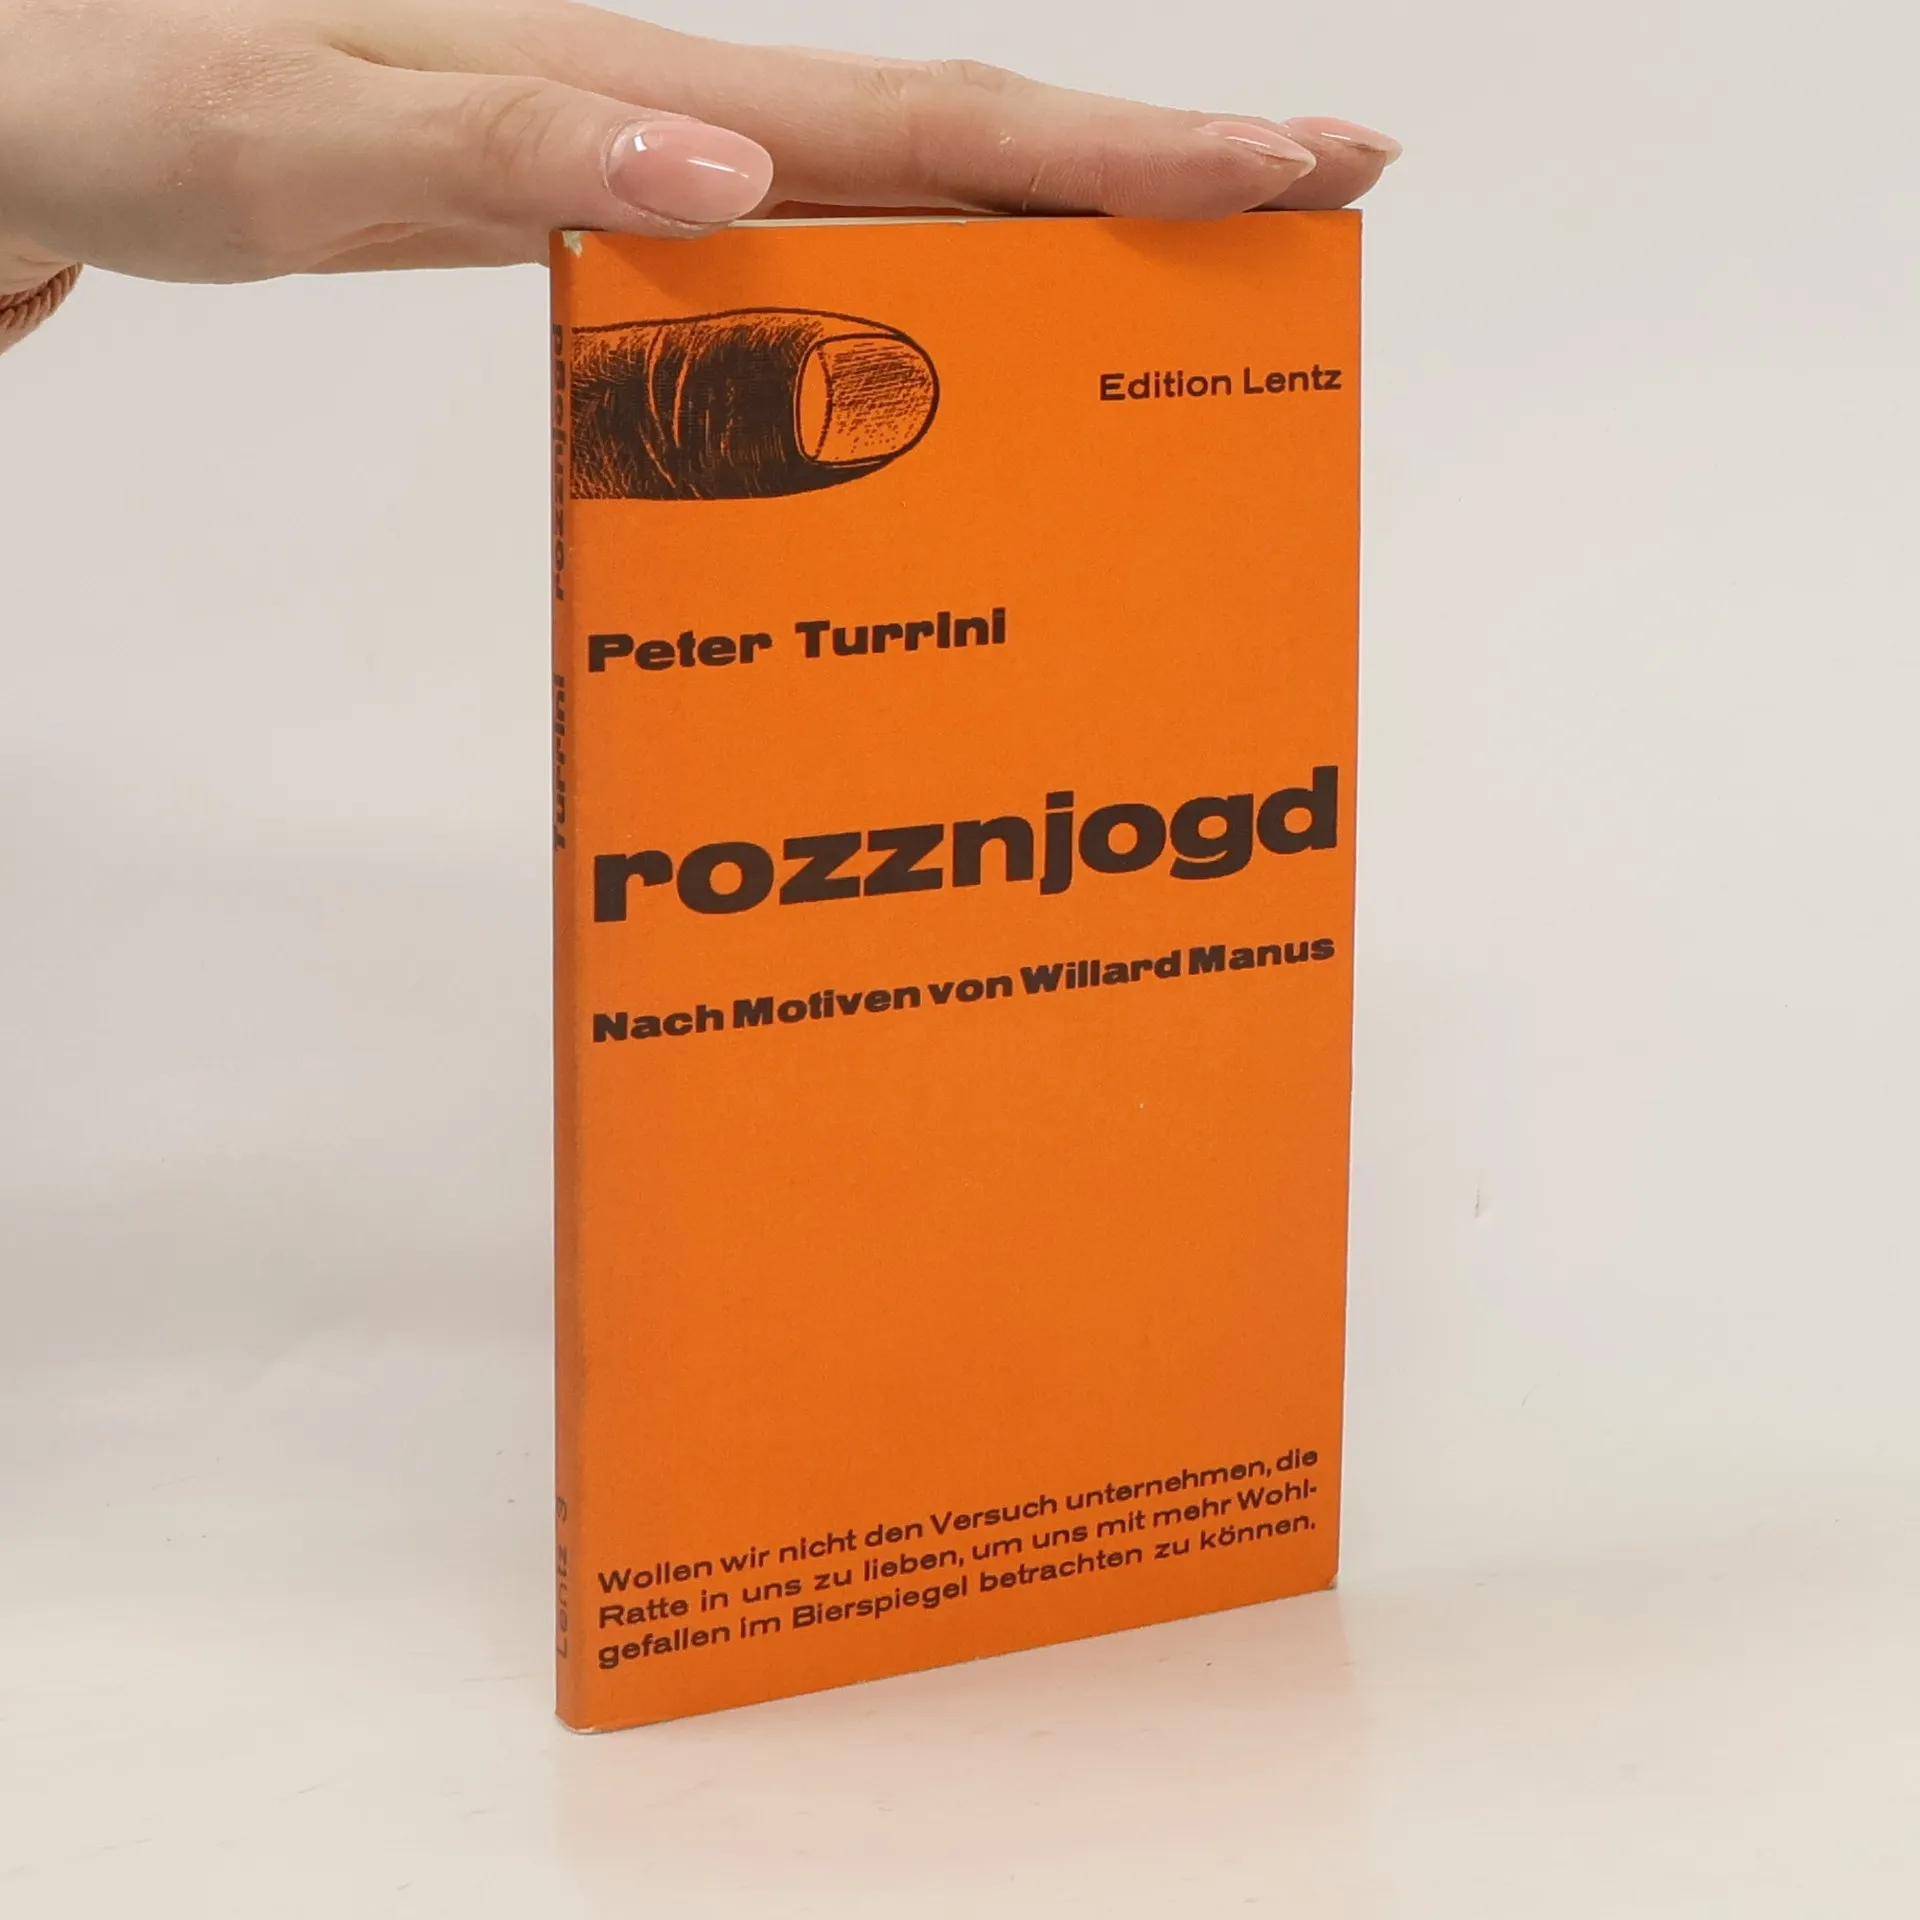 Edition Lentz
Peter Turrini
rozznjogd
Nach Motiven von Willard Manus
Wollen wir nicht den Versuch unternehmen, die
Ratte in uns zu lieben, um uns mit mehr Wohl-
gefallen im Bierspiegel betrachten zu können.
Turrini rozznjogd